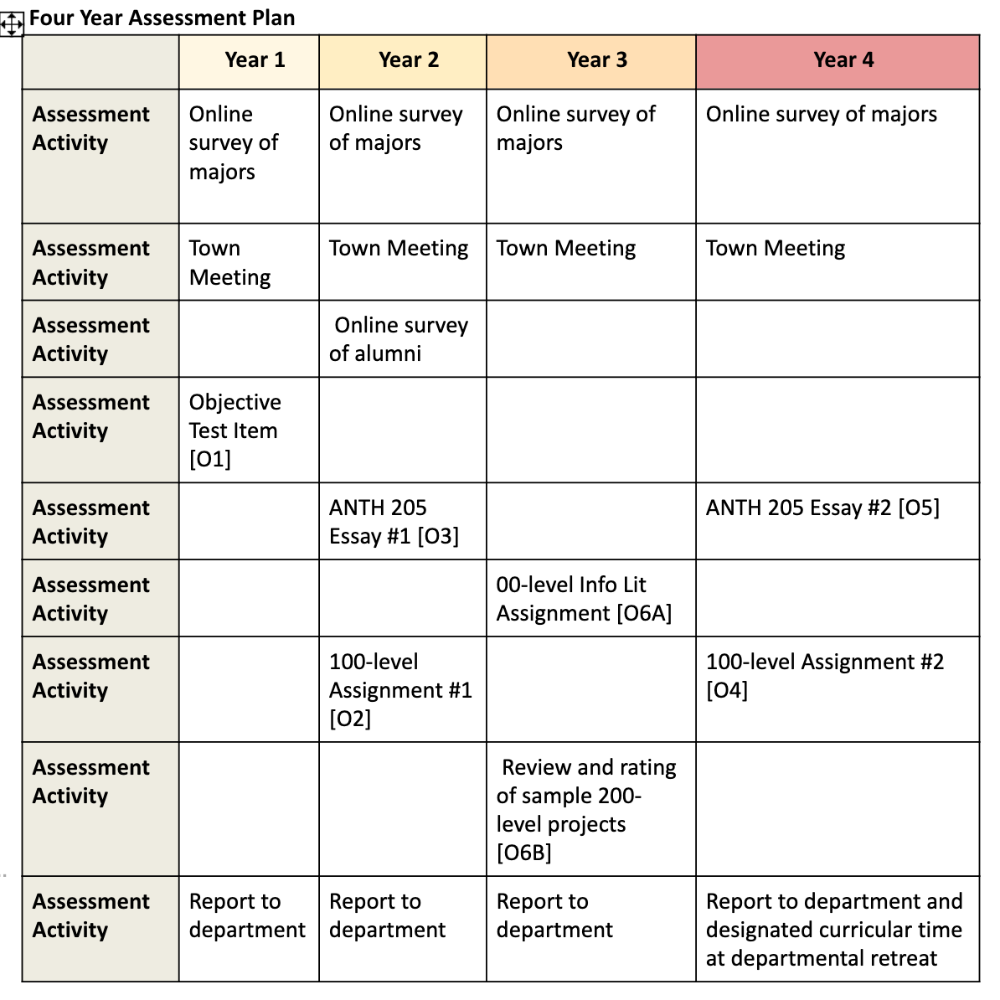 Four Year Assessment Plan
Year 1
Year 2
Year 3
Year 4
Assessment
Activity
Online
survey of
majors
Online survey
of majors
Online survey of
majors
Online survey of majors
Assessment
Activity
Town
Meeting
Town Meeting
Town Meeting
Town Meeting
Assessment
Activity
Online survey
of alumni
Assessment
Activity
Objective
Test Item
[O1]
Assessment
Activity
ANTH 205
Essay #1 [O3]
ANTH 205 Essay #2 [O5]
Assessment
Activity
00-level Info Lit
Assignment [O6A]
Assessment
Activity
100-level
Assignment #1
[O2]
100-level Assignment #2
[O4]
Assessment
Activity
Review and rating
of sample 200-
level projects
[O6B]
Assessment
Activity
Report to
department
Report to
department
Report to
department
Report to department and
designated curricular time
at departmental retreat